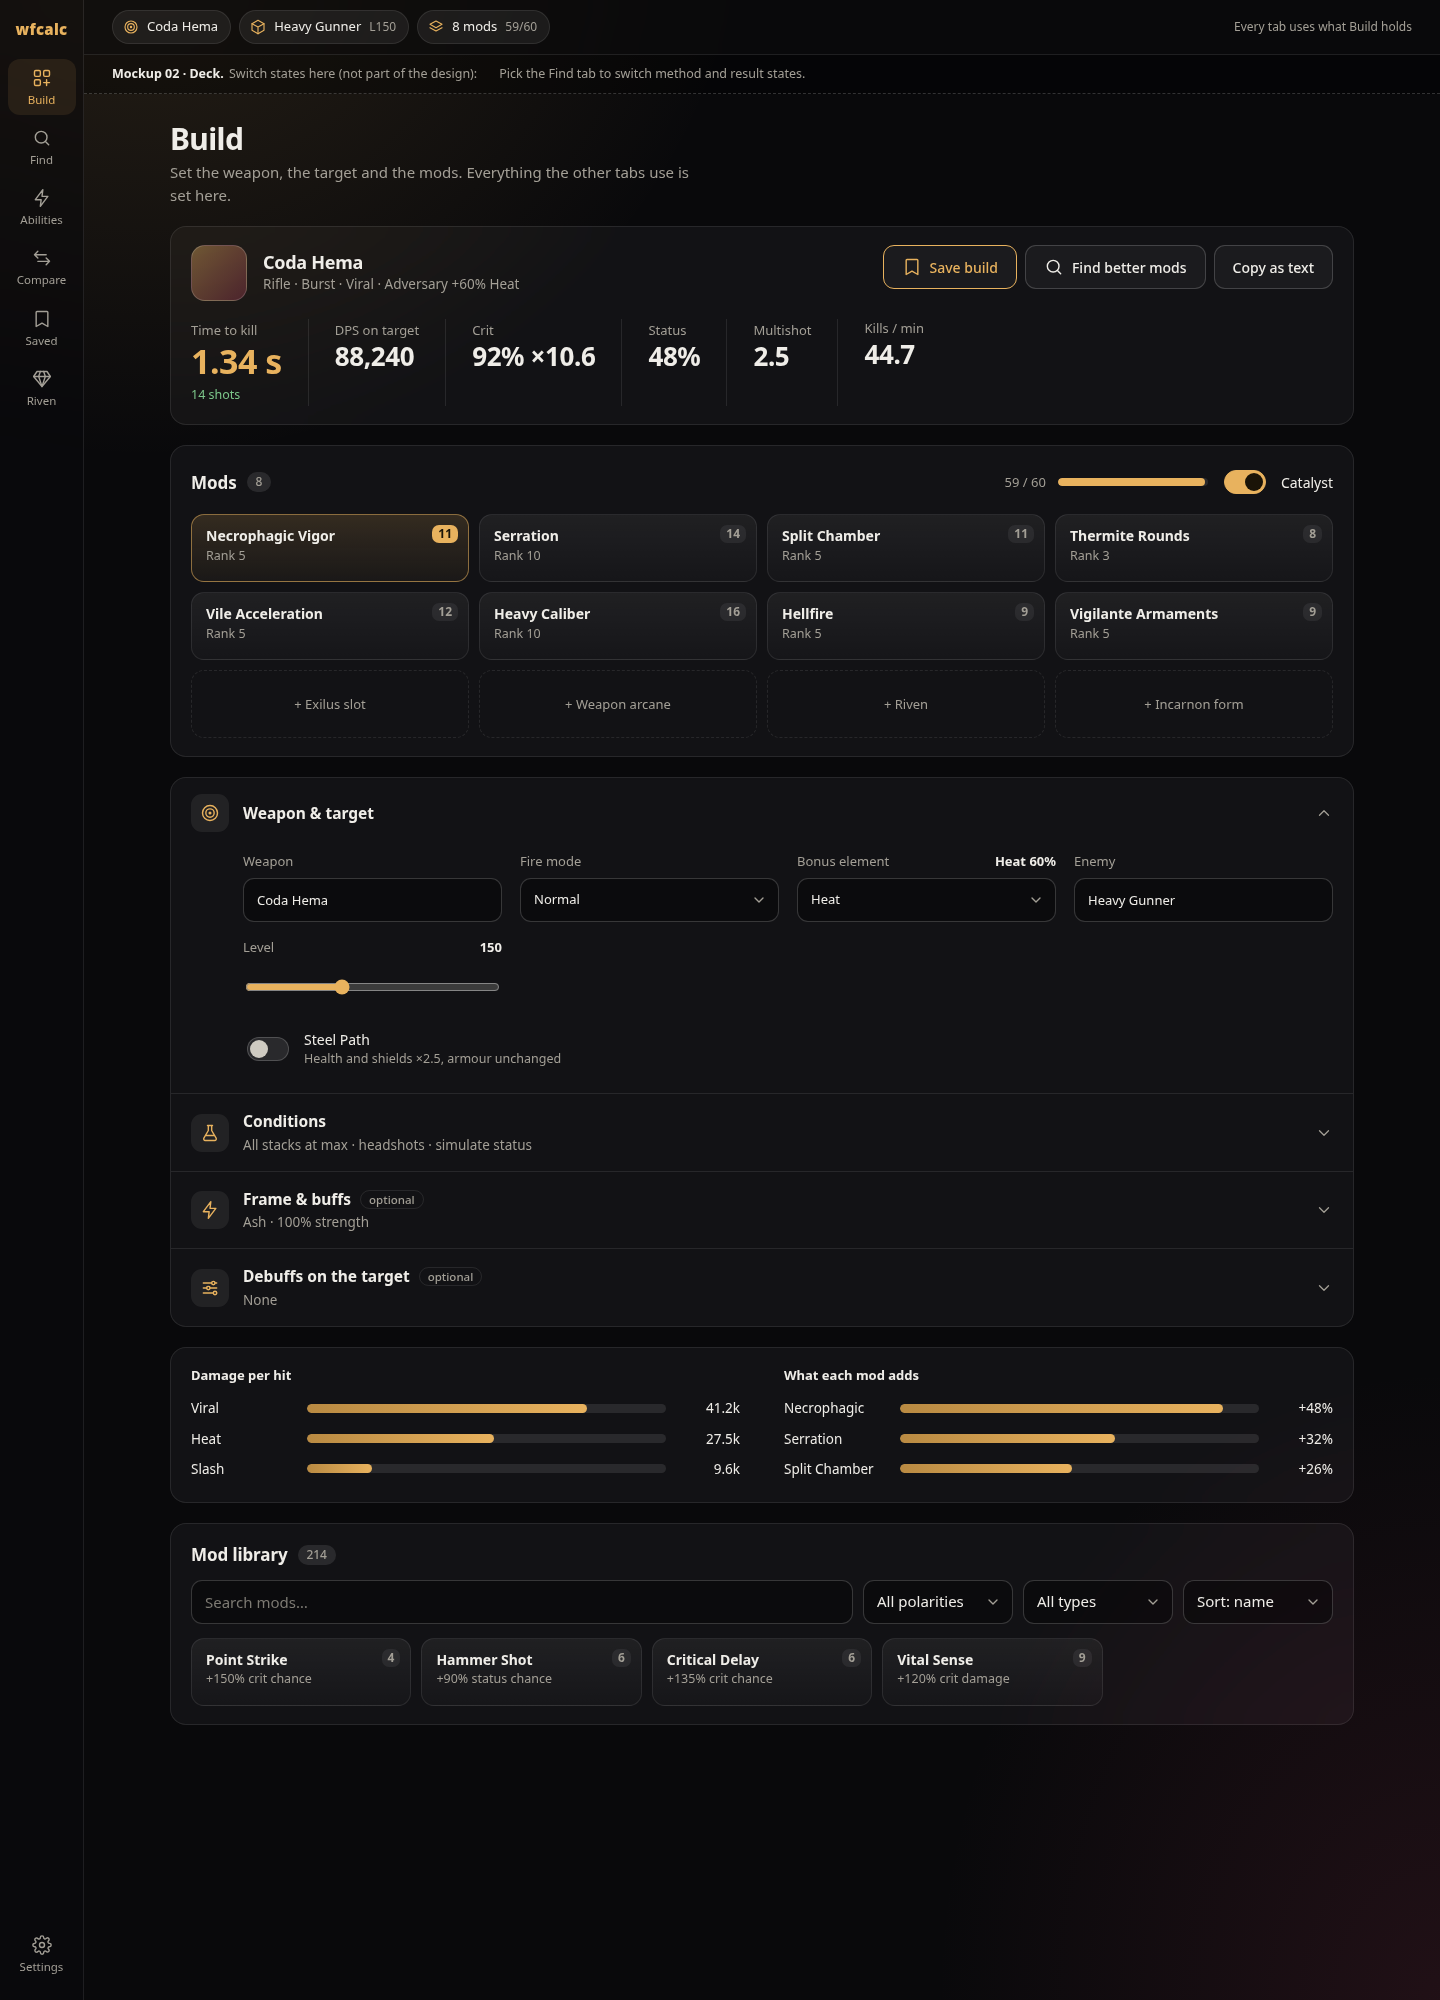 wfcalc
Build
Find
Abilities
Compare
Saved
Riven
Settings
Coda Hema
Heavy Gunner L150
8 mods 59/60
Every tab uses what Build holds
Mockup 02 · Deck. Switch states here (not part of the design): Pick the Find tab to switch method and result states.
Build
Set the weapon, the target and the mods. Everything the other tabs use is
set here.
Coda Hema
Rifle · Burst · Viral · Adversary +60% Heat
Save build
Find better mods
Copy as text
Time to kill
1.34 s
14 shots
DPS on target
88,240
Crit
92% ×10.6
Status
48%
Multishot
2.5
Kills / min
44.7
Mods 8
59 / 60
Catalyst
Necrophagic Vigor 11
Rank 5
Serration 14
Rank 10
Split Chamber 11
Rank 5
Thermite Rounds 8
Rank 3
Vile Acceleration 12
Rank 5
Heavy Caliber 16
Rank 10
Hellfire 9
Rank 5
Vigilante Armaments 9
Rank 5
+ Exilus slot
+ Weapon arcane
+ Riven
+ Incarnon form
Weapon & target
Weapon
Coda Hema
Fire mode
Normal
Bonus element Heat 60%
Heat
Enemy
Heavy Gunner
Level 150
Steel Path
Health and shields ×2.5, armour unchanged
Conditions
All stacks at max · headshots · simulate status
Frame & buffs optional
Ash · 100% strength
Debuffs on the target optional
None
Damage per hit
Viral 41.2k
Heat 27.5k
Slash 9.6k
What each mod adds
Necrophagic +48%
Serration +32%
Split Chamber +26%
Mod library 214
Search mods...
All polarities
All types
Sort: name
Point Strike 4
+150% crit chance
Hammer Shot 6
+90% status chance
Critical Delay 6
+135% crit chance
Vital Sense 9
+120% crit damage